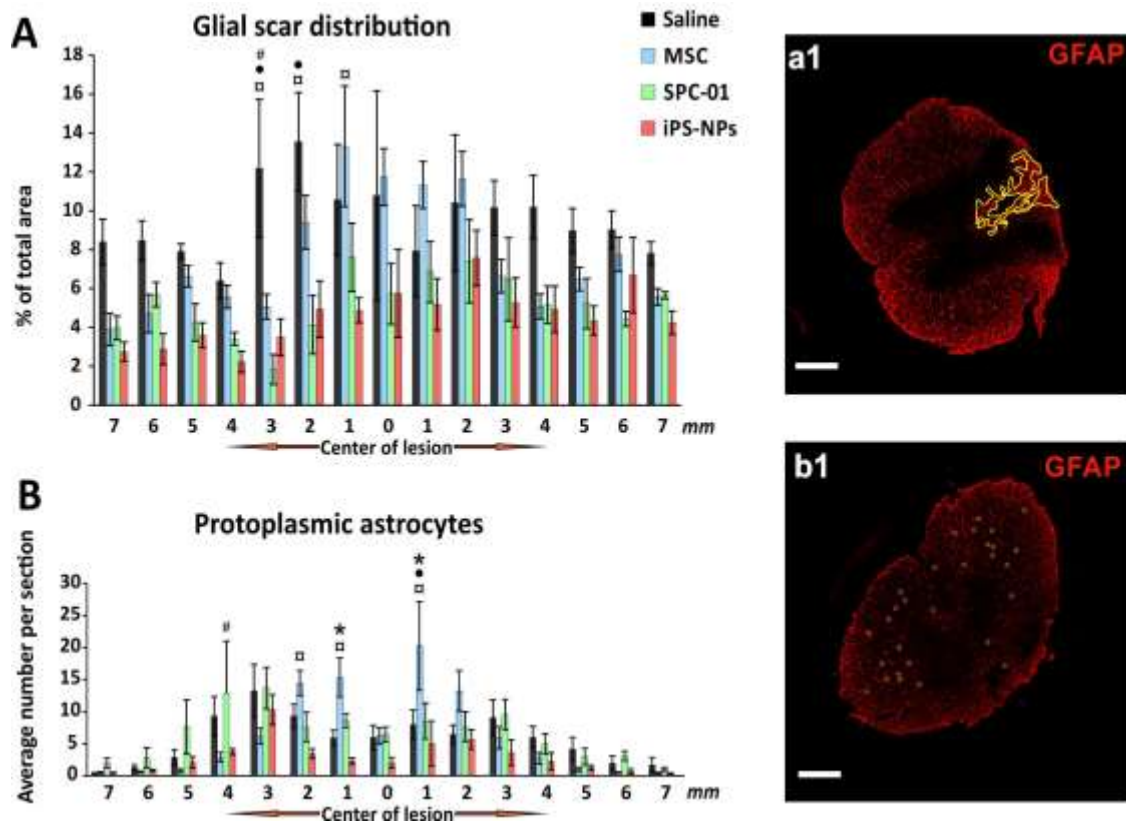 A
Glial scar distribution
Saline
MSC
SPC-01
iPS-NPs
% of total area
18
16
14
12
10
8
6
4
2
0
#
●
¤
●
¤
¤
7 6 5 4 3 2 1 0 1 2 3 4 5 6 7 mm
Center of lesion
a1
GFAP
B
Protoplasmic astrocytes
Average number per section
30
25
20
15
10
5
0
#
¤
*
¤
*
●
¤
7 6 5 4 3 2 1 0 1 2 3 4 5 6 7 mm
Center of lesion
b1
GFAP